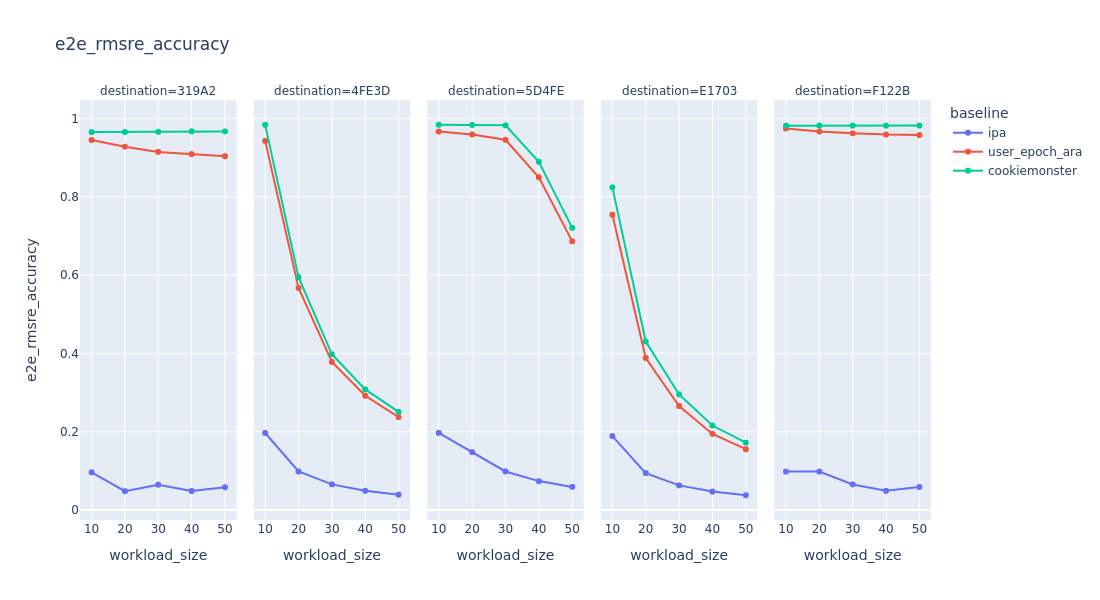 e2e_rmsre_accuracy
destination=319A2
destination=4FE3D
destination=5D4FE
destination=E1703
destination=F122B
baseline
ipa
user_epoch_ara
cookiemonster
e2e_rmsre_accuracy
1
0.8
0.6
0.4
0.2
0
10 20 30 40 50
10 20 30 40 50
10 20 30 40 50
10 20 30 40 50
10 20 30 40 50
workload_size
workload_size
workload_size
workload_size
workload_size